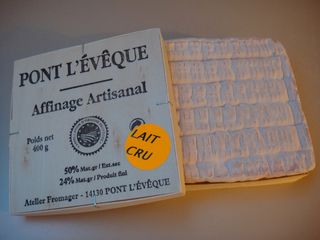 PONT L'ÉVÊQUE
Affinage Artisanal
Poids net
400 g
LAIT
CRU
50% Mat.gr / Ext.sec
24% Mat.gr / Produit fini
Atelier Fromager - 14130 PONT L'ÉVÊQUE